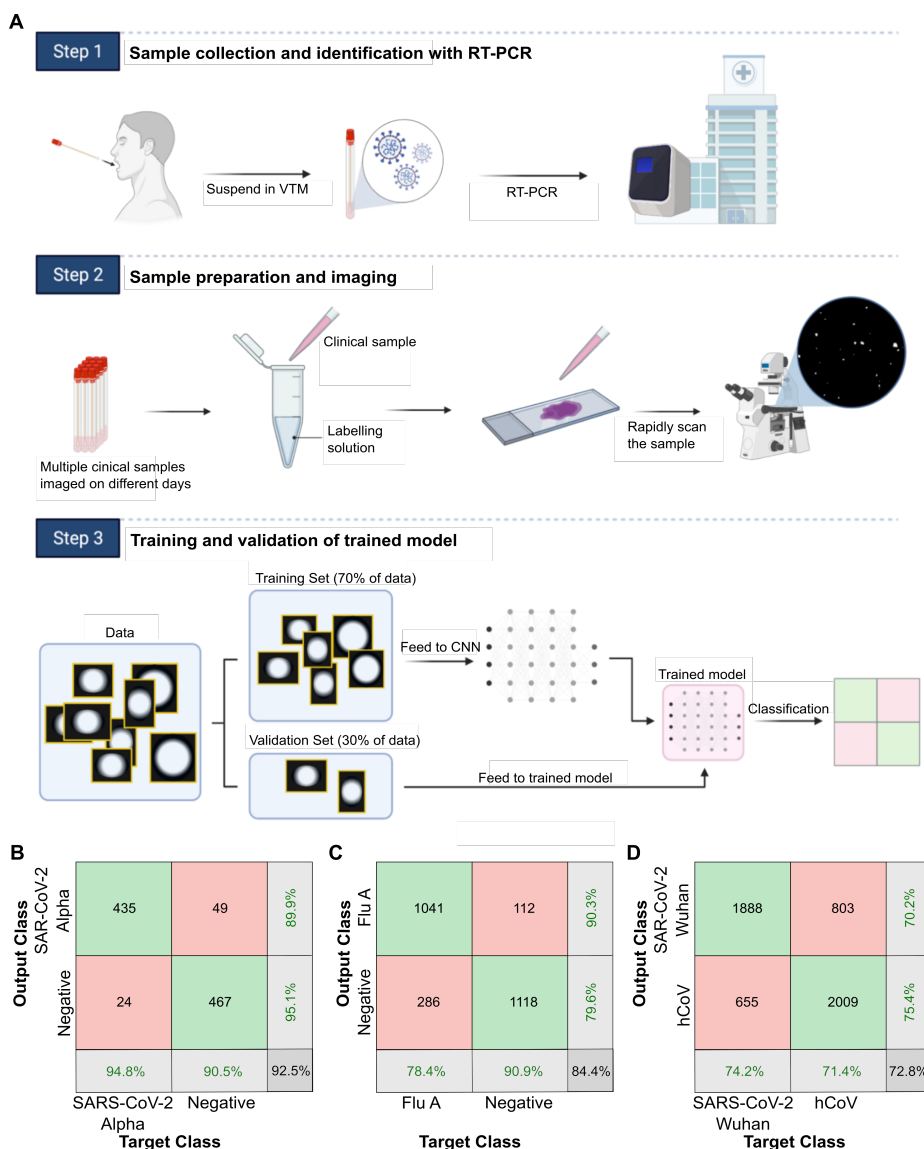 A
Step 1
Sample collection and identification with RT-PCR
Suspend in VTM
RT-PCR
Step 2
Sample preparation and imaging
Clinical sample
Labelling
solution
Multiple cinical samples
imaged on different days
Rapidly scan
the sample
Step 3
Training and validation of trained model
Data
Training Set (70% of data)
Feed to CNN
Trained model
Classification
Validation Set (30% of data)
Feed to trained model
B
Output Class
SAR-CoV-2
Alpha
Negative
435
49
89.9%
24
467
95.1%
94.8%
90.5%
92.5%
SARS-CoV-2
Alpha
Negative
Target Class
C
Output Class
Flu A
Negative
1041
112
90.3%
286
1118
79.6%
78.4%
90.9%
84.4%
Flu A
Negative
Target Class
D
Output Class
SAR-CoV-2
Wuhan
hCoV
1888
803
70.2%
655
2009
75.4%
74.2%
71.4%
72.8%
SARS-CoV-2
Wuhan
hCoV
Target Class